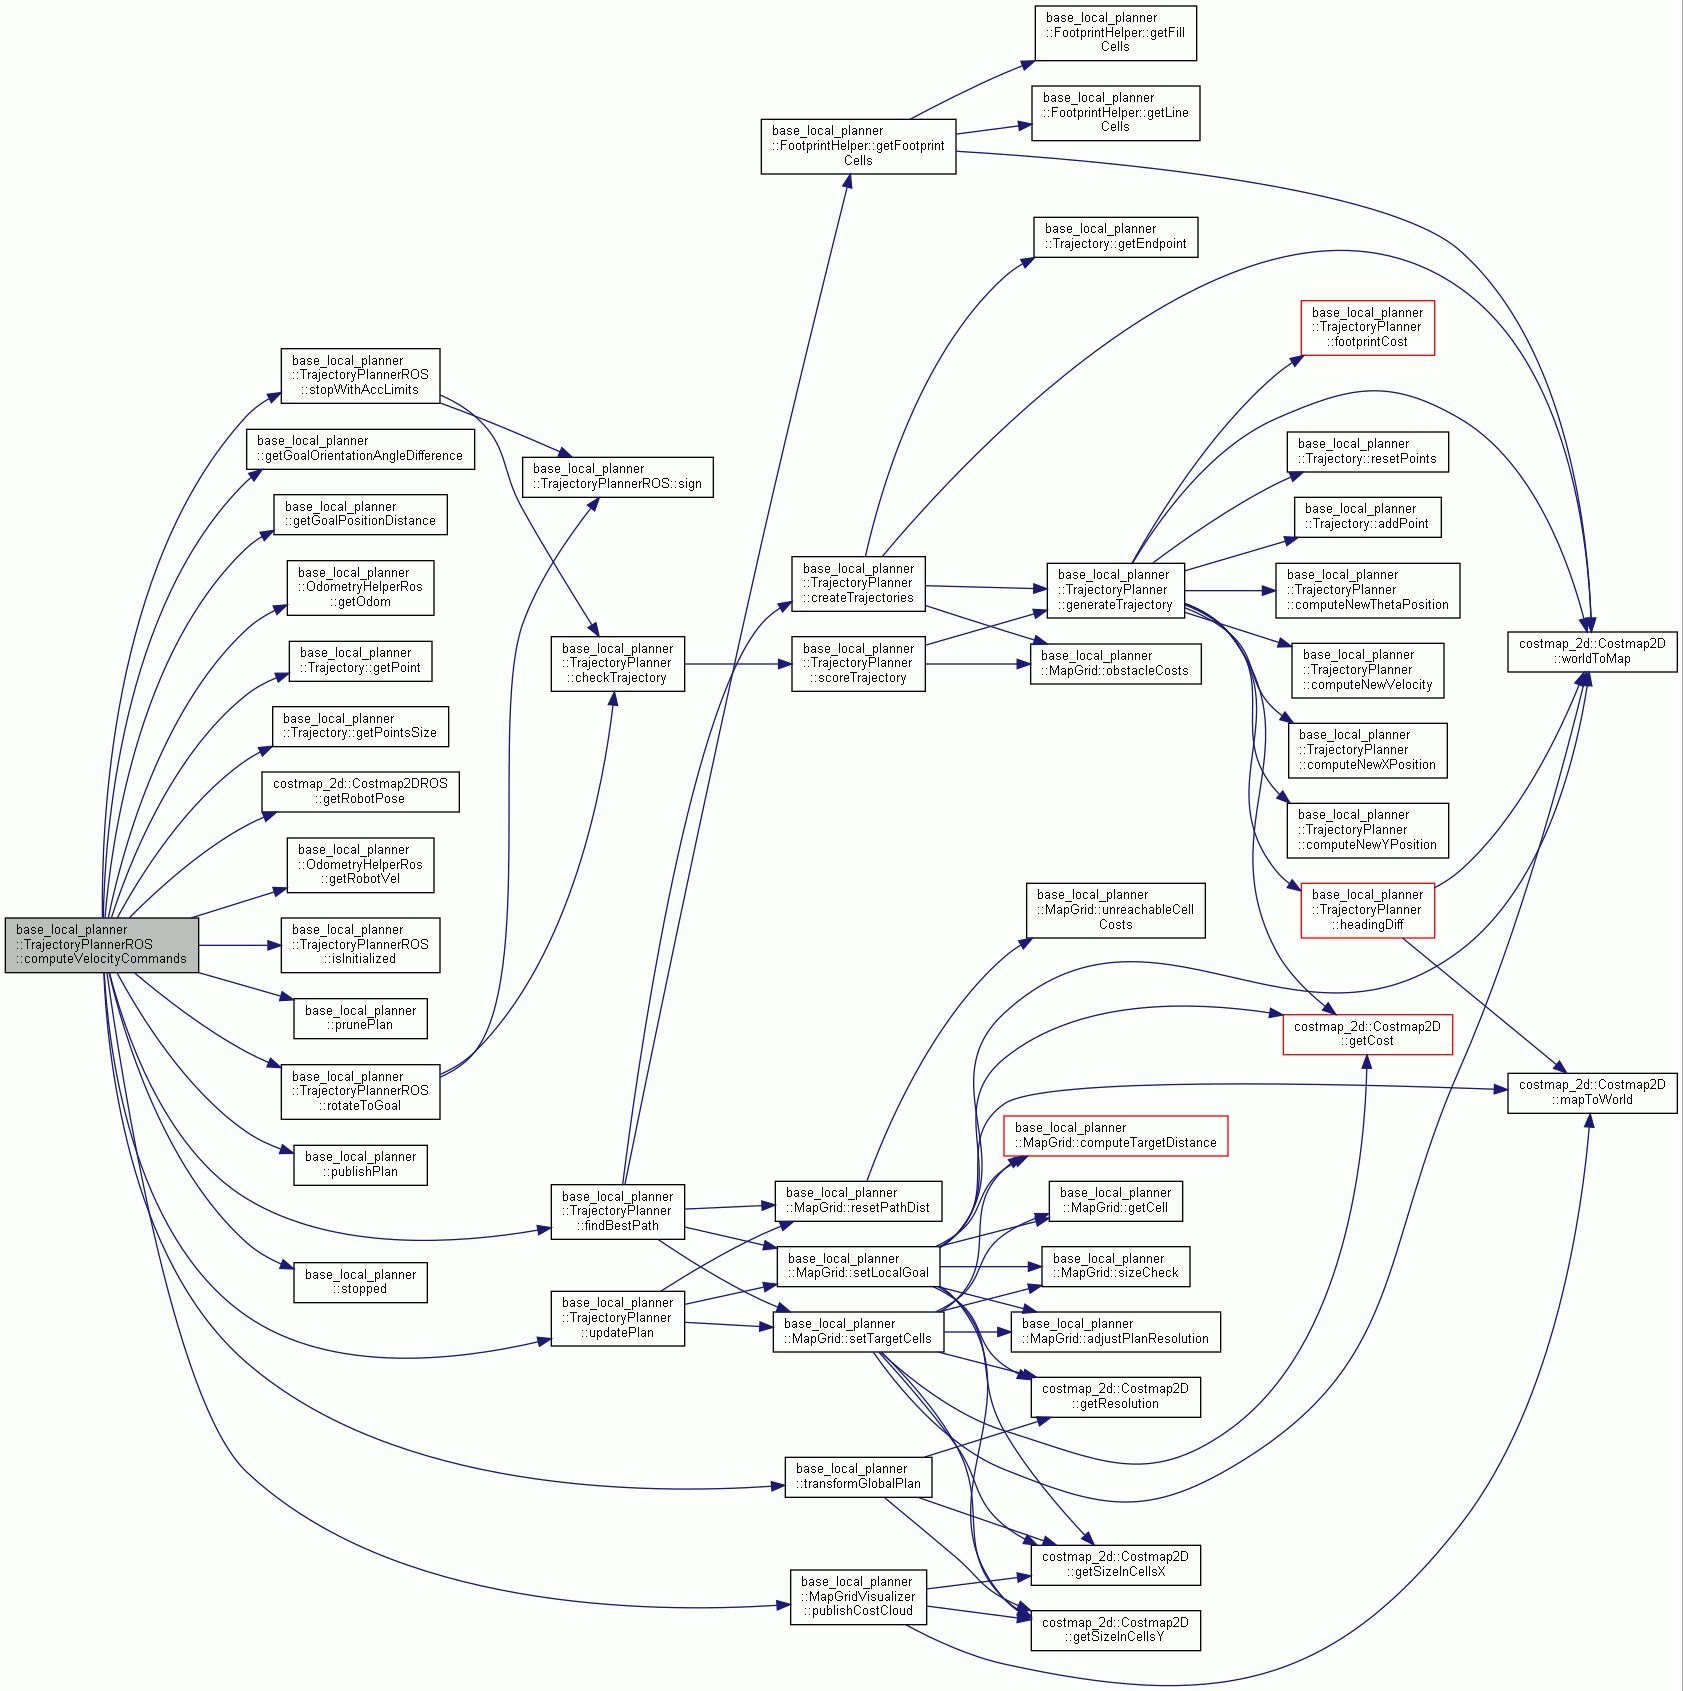 base_local_planner
::FootprintHelper::getFill
Cells
base_local_planner
::FootprintHelper::getLine
Cells
base_local_planner
::FootprintHelper::getFootprint
Cells
base_local_planner
::Trajectory::getEndpoint
base_local_planner
::TrajectoryPlanner
::footprintCost
base_local_planner
::TrajectoryPlannerROS
::stopWithAccLimits
base_local_planner
::getGoalOrientationAngleDifference
base_local_planner
::TrajectoryPlannerROS::sign
base_local_planner
::Trajectory::resetPoints
base_local_planner
::getGoalPositionDistance
base_local_planner
::Trajectory::addPoint
base_local_planner
::OdometryHelperRos
::getOdom
base_local_planner
::TrajectoryPlanner
::createTrajectories
base_local_planner
::TrajectoryPlanner
::generateTrajectory
base_local_planner
::TrajectoryPlanner
::computeNewThetaPosition
base_local_planner
::Trajectory::getPoint
base_local_planner
::TrajectoryPlanner
::checkTrajectory
base_local_planner
::TrajectoryPlanner
::scoreTrajectory
base_local_planner
::MapGrid::obstacleCosts
base_local_planner
::TrajectoryPlanner
::computeNewVelocity
costmap_2d::Costmap2D
::worldToMap
base_local_planner
::Trajectory::getPointsSize
base_local_planner
::TrajectoryPlanner
::computeNewXPosition
costmap_2d::Costmap2DROS
::getRobotPose
base_local_planner
::TrajectoryPlanner
::computeNewYPosition
base_local_planner
::OdometryHelperRos
::getRobotVel
base_local_planner
::MapGrid::unreachableCell
Costs
base_local_planner
::TrajectoryPlanner
::headingDiff
base_local_planner
::TrajectoryPlannerROS
::computeVelocityCommands
base_local_planner
::TrajectoryPlannerROS
::isInitialized
base_local_planner
::prunePlan
costmap_2d::Costmap2D
::getCost
base_local_planner
::TrajectoryPlannerROS
::rotateToGoal
costmap_2d::Costmap2D
::mapToWorld
base_local_planner
::MapGrid::computeTargetDistance
base_local_planner
::publishPlan
base_local_planner
::TrajectoryPlanner
::findBestPath
base_local_planner
::MapGrid::resetPathDist
base_local_planner
::MapGrid::getCell
base_local_planner
::MapGrid::setLocalGoal
base_local_planner
::MapGrid::sizeCheck
base_local_planner
::stopped
base_local_planner
::TrajectoryPlanner
::updatePlan
base_local_planner
::MapGrid::setTargetCells
base_local_planner
::MapGrid::adjustPlanResolution
costmap_2d::Costmap2D
::getResolution
base_local_planner
::transformGlobalPlan
costmap_2d::Costmap2D
::getSizeInCellsX
base_local_planner
::MapGridVisualizer
::publishCostCloud
costmap_2d::Costmap2D
::getSizeInCellsY